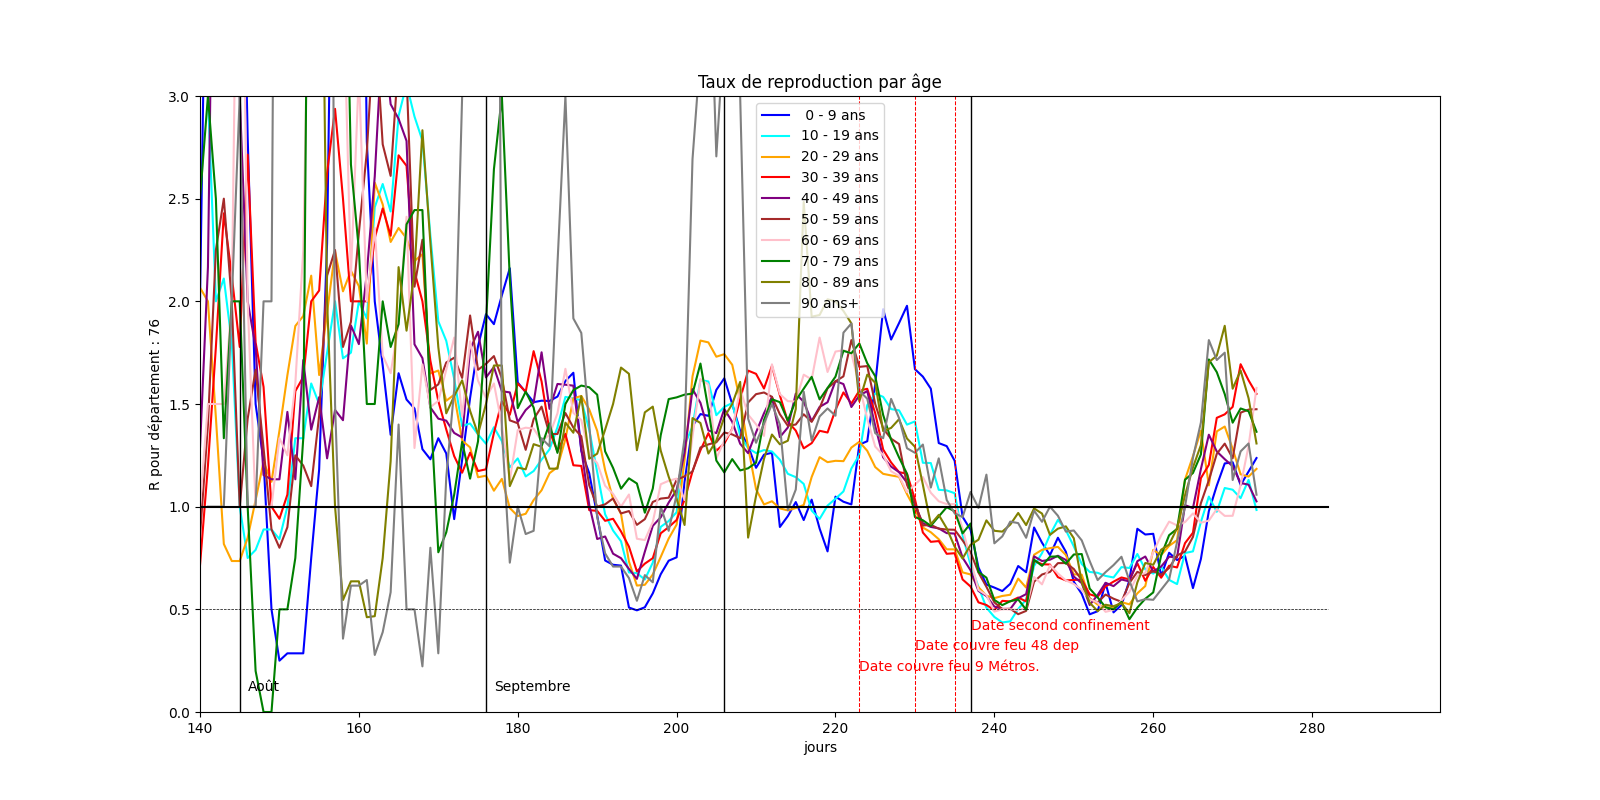 Taux de reproduction par âge
R pour département : 76
3.0
2.5
2.0
1.5
1.0
0.5
0.0
0 - 9 ans
10 - 19 ans
20 - 29 ans
30 - 39 ans
40 - 49 ans
50 - 59 ans
60 - 69 ans
70 - 79 ans
80 - 89 ans
90 ans+
Date second confinement
Date couvre feu 48 dep
Date couvre feu 9 Métros.
Août
Septembre
140
160
180
200
220
240
260
280
jours